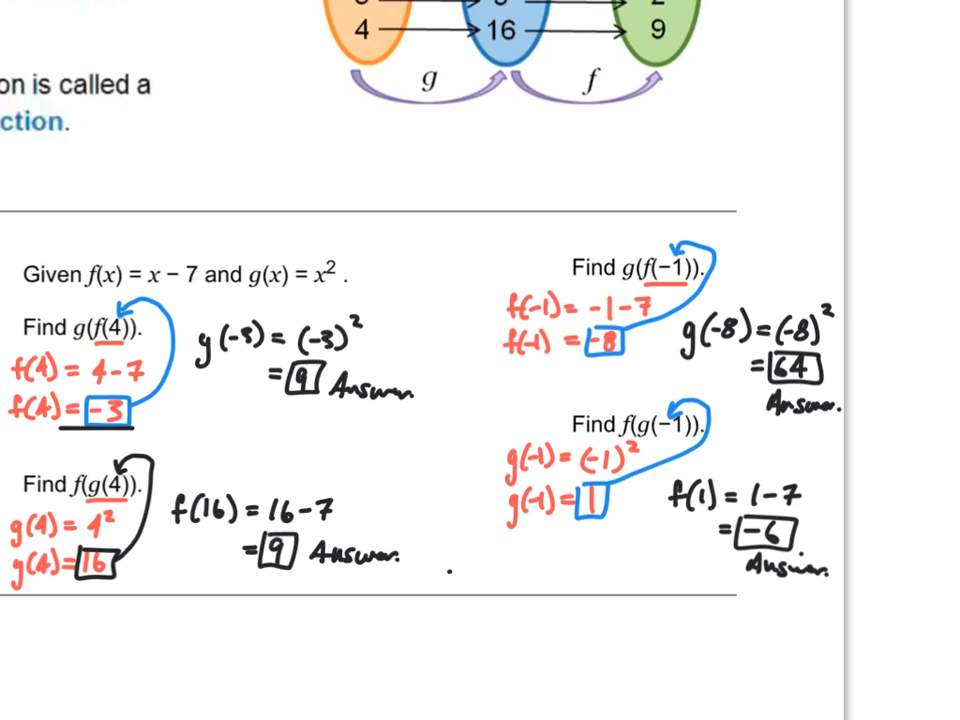 4 16 9
g f
on is called a
ction.
Given f(x) = x − 7 and g(x) = x² .
Find g(f(4)).
f(4) = 4-7
f(4) = -3
g(-3) = (-3)²
= 9 Answer
Find f(g(4)).
g(4) = 4²
g(4) = 16
f(16) = 16-7
= 9 Answer.
Find g(f(−1)).
f(-1) = -1-7
f(-1) = -8
g(-8) = (-8)²
= 64
Answer.
Find f(g(−1)).
g(-1) = (-1)²
g(-1) = 1
f(1) = 1-7
= -6
Answer.